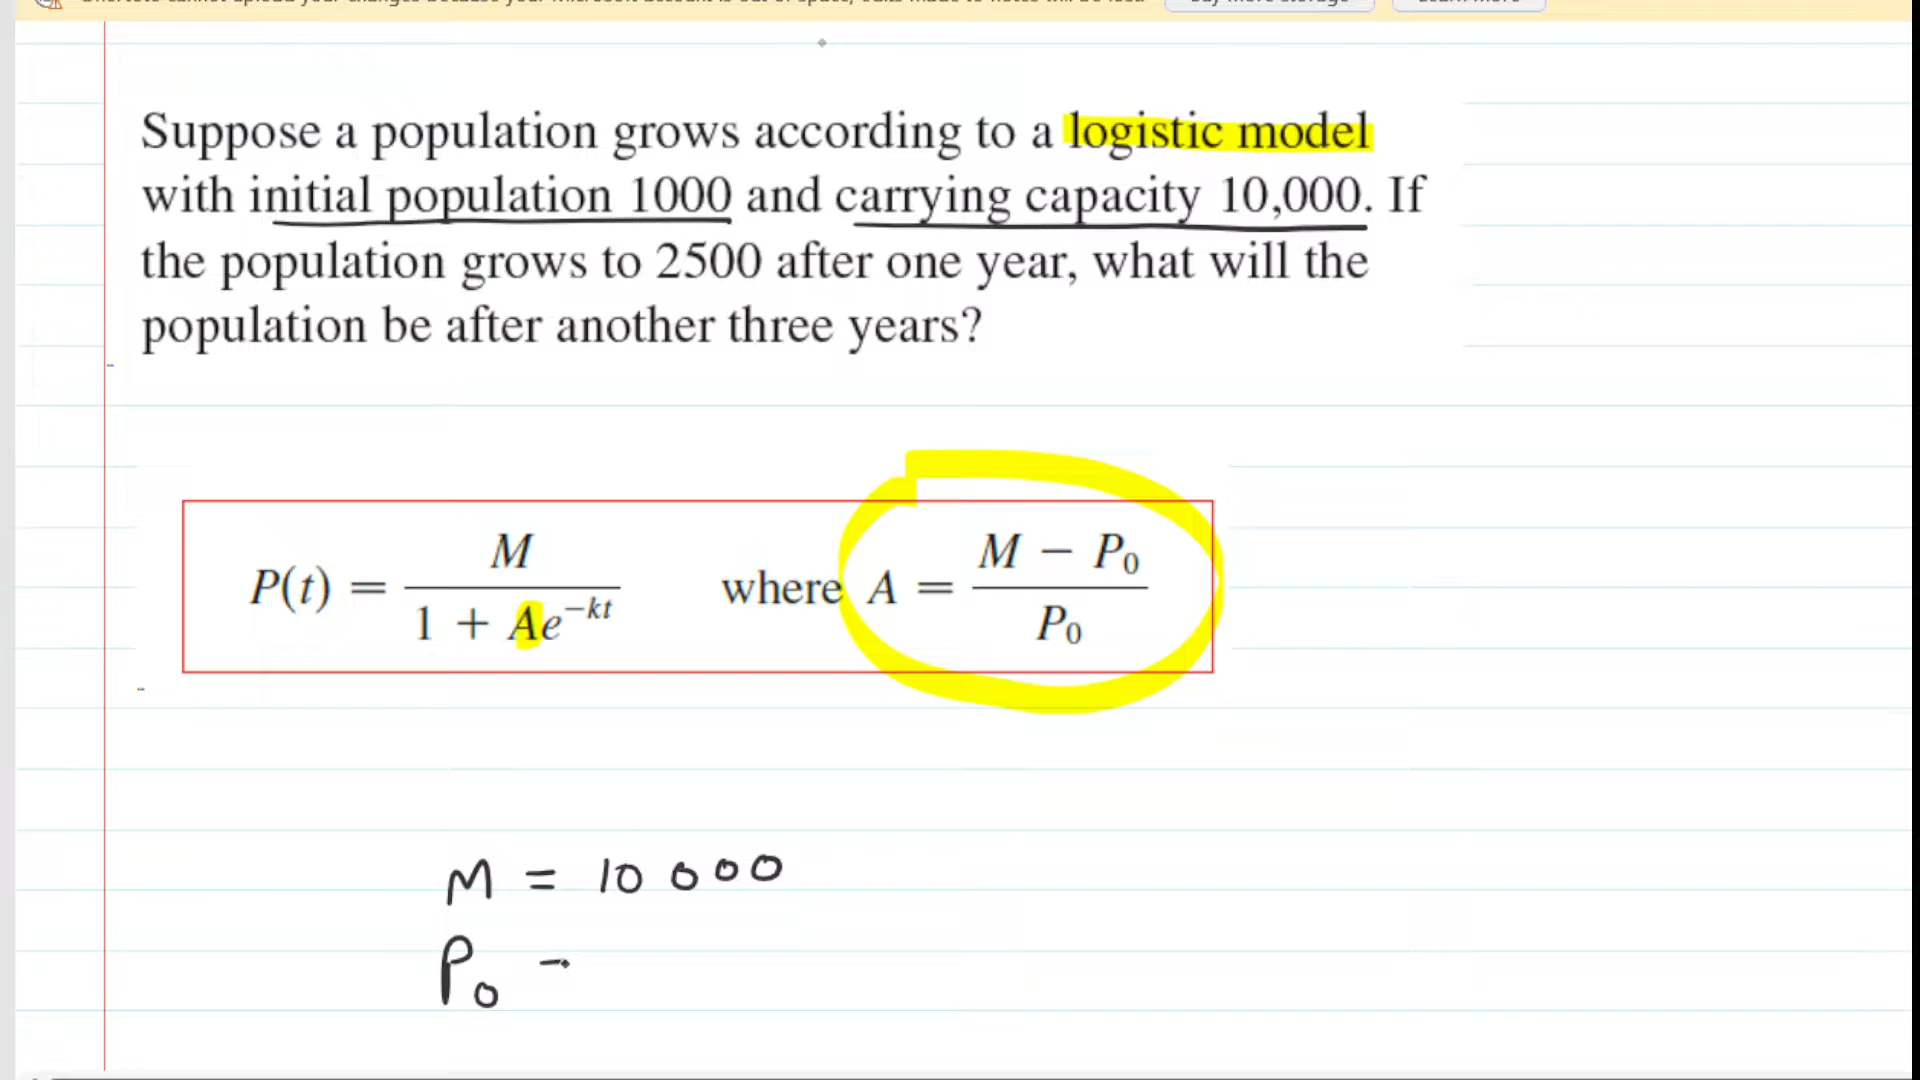 Suppose a population grows according to a logistic model
with initial population 1000 and carrying capacity 10,000. If
the population grows to 2500 after one year, what will the
population be after another three years?
P(t) = M / (1 + Ae^{-kt}) where A = (M − P₀) / P₀
M = 10 000
P₀ -